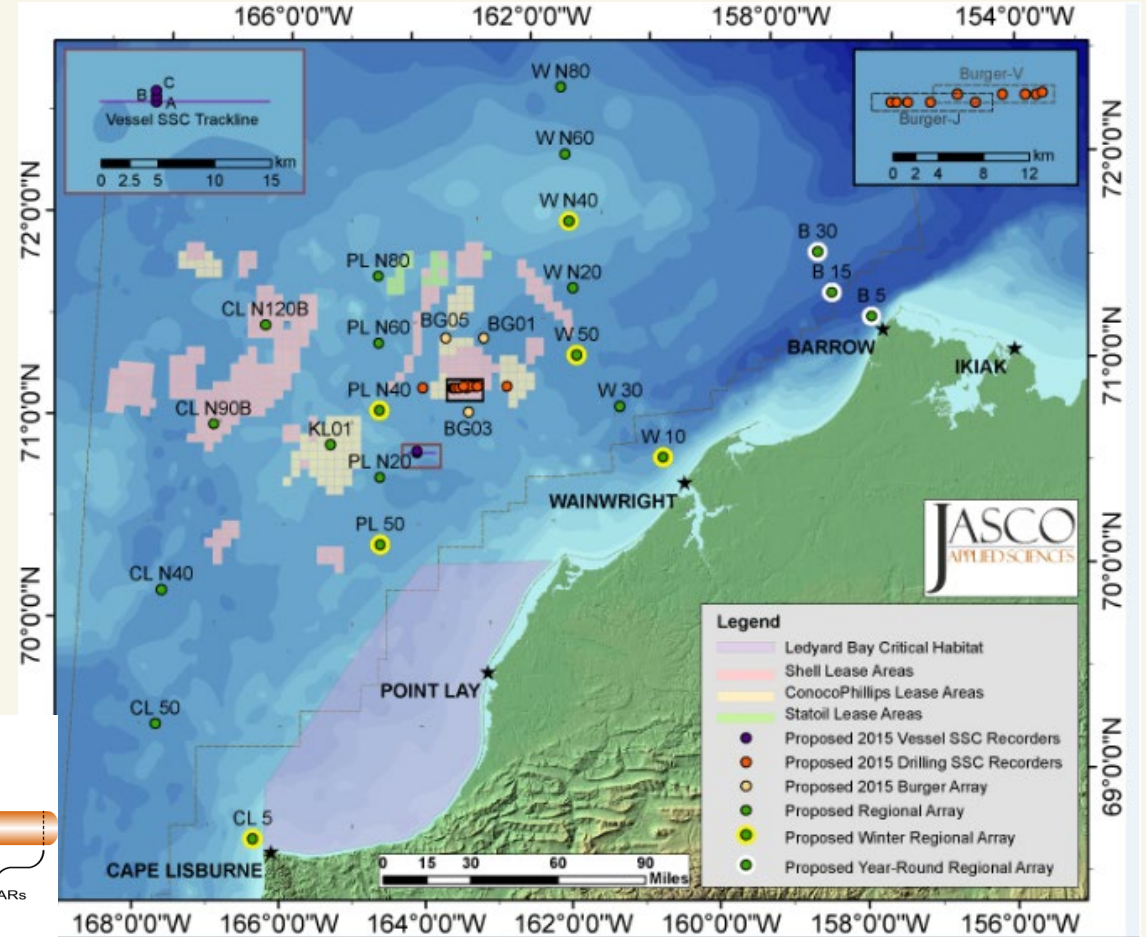 166°0'0"W 162°0'0"W 158°0'0"W 154°0'0"W
C
B
A
Vessel SSC Trackline
km
0 2.5 5 10 15
Burger-V
Burger-J
km
0 2 4 8 12
W N80
W N60
W N40
W N20
W 50
W 30
W 10
B 30
B 15
B 5
BARROW
IKIAK
WAINWRIGHT
PL N80
PL N60
PL N40
PL N20
PL 50
BG05
BG01
BG03
CL N120B
CL N90B
KL01
CL N40
CL 50
CL 5
POINT LAY
CAPE LISBURNE
72°0'0"N
71°0'0"N
70°0'0"N
72°0'0"N
71°0'0"N
70°0'0"N
69°0'0"N
JASCO
APPLIED SCIENCES
Legend
Ledyard Bay Critical Habitat
Shell Lease Areas
ConocoPhillips Lease Areas
Statoil Lease Areas
Proposed 2015 Vessel SSC Recorders
Proposed 2015 Drilling SSC Recorders
Proposed 2015 Burger Array
Proposed Regional Array
Proposed Winter Regional Array
Proposed Year-Round Regional Array
0 15 30 60 90
Miles
ARs
168°0'0"W 166°0'0"W 164°0'0"W 162°0'0"W 160°0'0"W 158°0'0"W 156°0'0"W